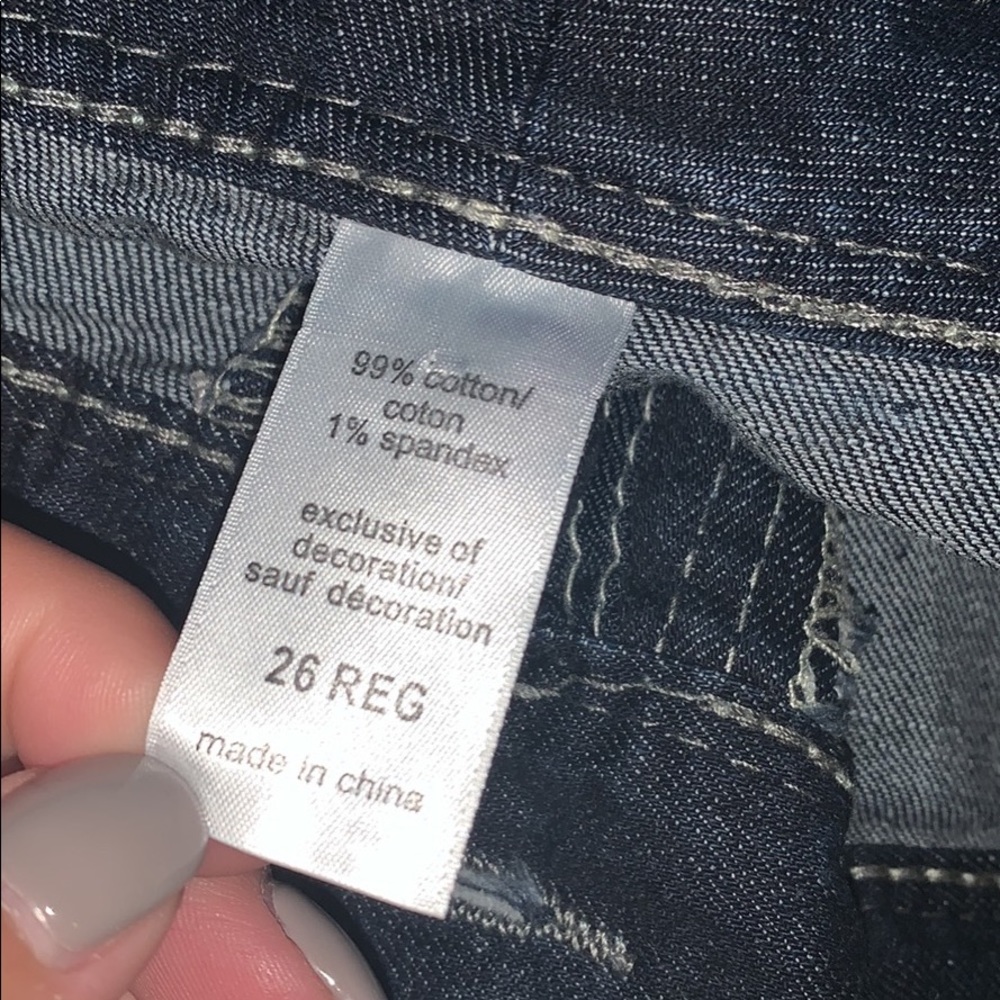 99% cotton/
coton
1% spandex
exclusive of
decoration/
sauf décoration
26 REG
made in china